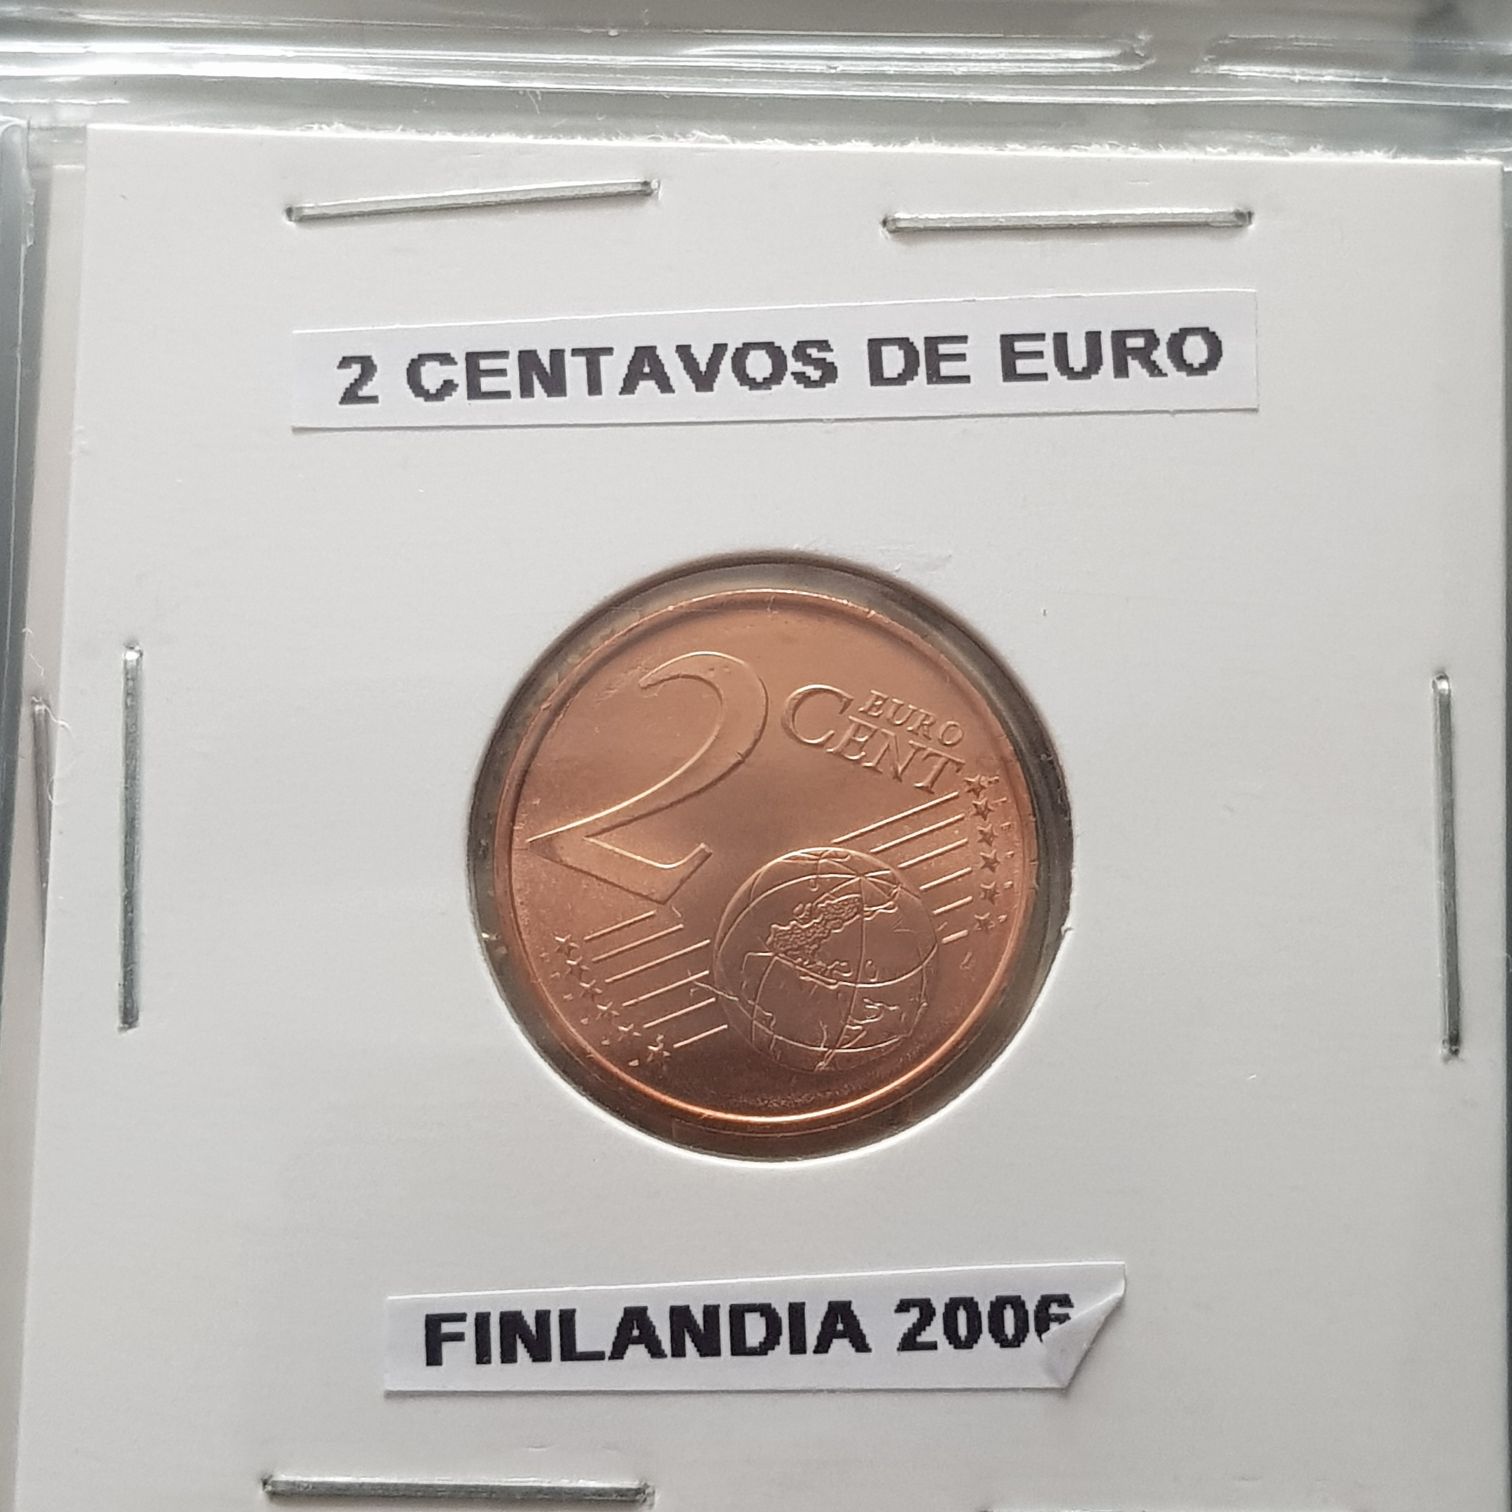 2 CENTAVOS DE EURO
2 EURO
CENT
FINLANDIA 2006